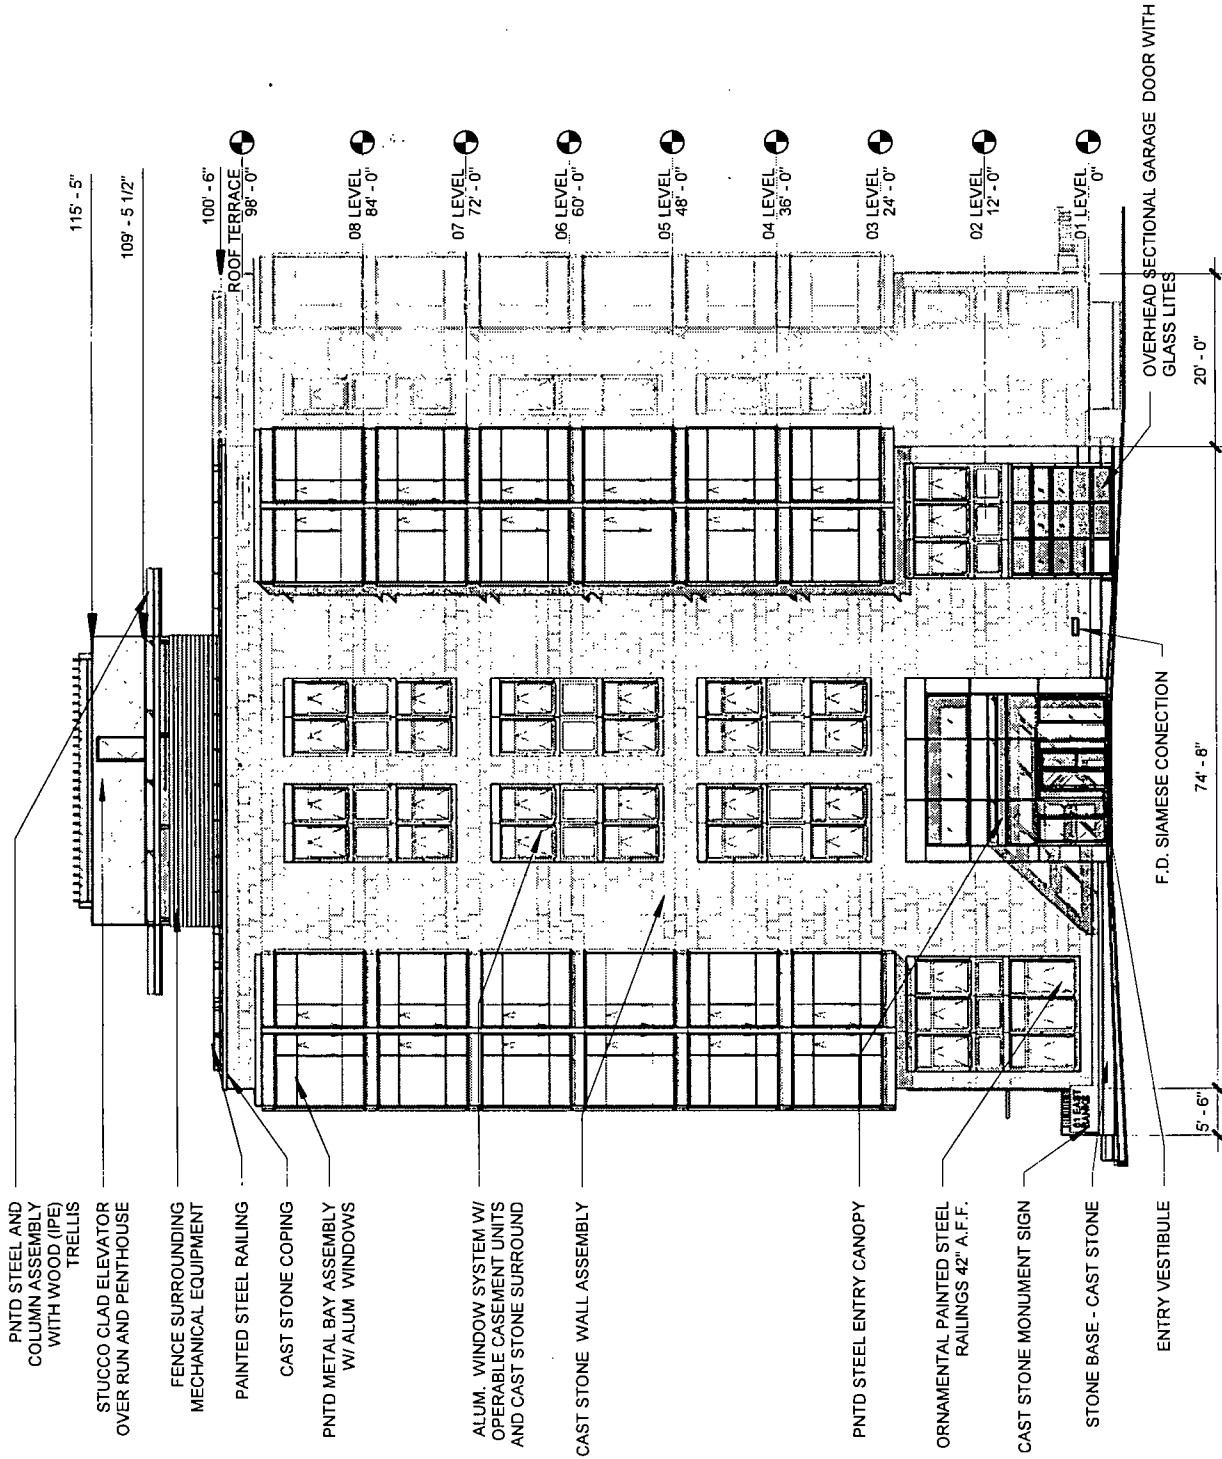 PNTD STEEL AND
COLUMN ASSEMBLY
WITH WOOD (IPE)
TRELLIS
STUCCO CLAD ELEVATOR
OVER RUN AND PENTHOUSE
FENCE SURROUNDING
MECHANICAL EQUIPMENT
PAINTED STEEL RAILING
CAST STONE COPING
PNTD METAL BAY ASSEMBLY
W/ ALUM WINDOWS
ALUM. WINDOW SYSTEM W/
OPERABLE CASEMENT UNITS
AND CAST STONE SURROUND
CAST STONE WALL ASSEMBLY
PNTD STEEL ENTRY CANOPY
ORNAMENTAL PAINTED STEEL
RAILINGS 42" A.F.F.
CAST STONE MONUMENT SIGN
STONE BASE - CAST STONE
ENTRY VESTIBULE
F.D. SIAMESE CONECTION
OVERHEAD SECTIONAL GARAGE DOOR WITH
GLASS LITES
115' - 5"
109' - 5 1/2"
100' - 6"
ROOF TERRACE
98' - 0"
08 LEVEL
84' - 0"
07 LEVEL
72' - 0"
06 LEVEL
60' - 0"
05 LEVEL
48' - 0"
04 LEVEL
36' - 0"
03 LEVEL
24' - 0"
02 LEVEL
12' - 0"
01 LEVEL
0"
5' - 6"
74' - 8"
20' - 0"